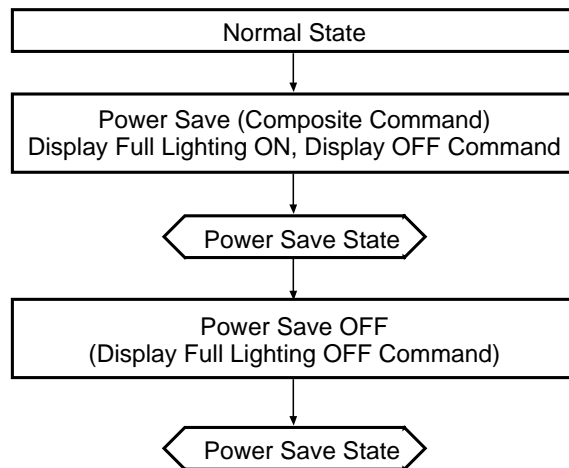 Normal State
Power Save (Composite Command)
Display Full Lighting ON, Display OFF Command
Power Save State
Power Save OFF
(Display Full Lighting OFF Command)
Power Save State